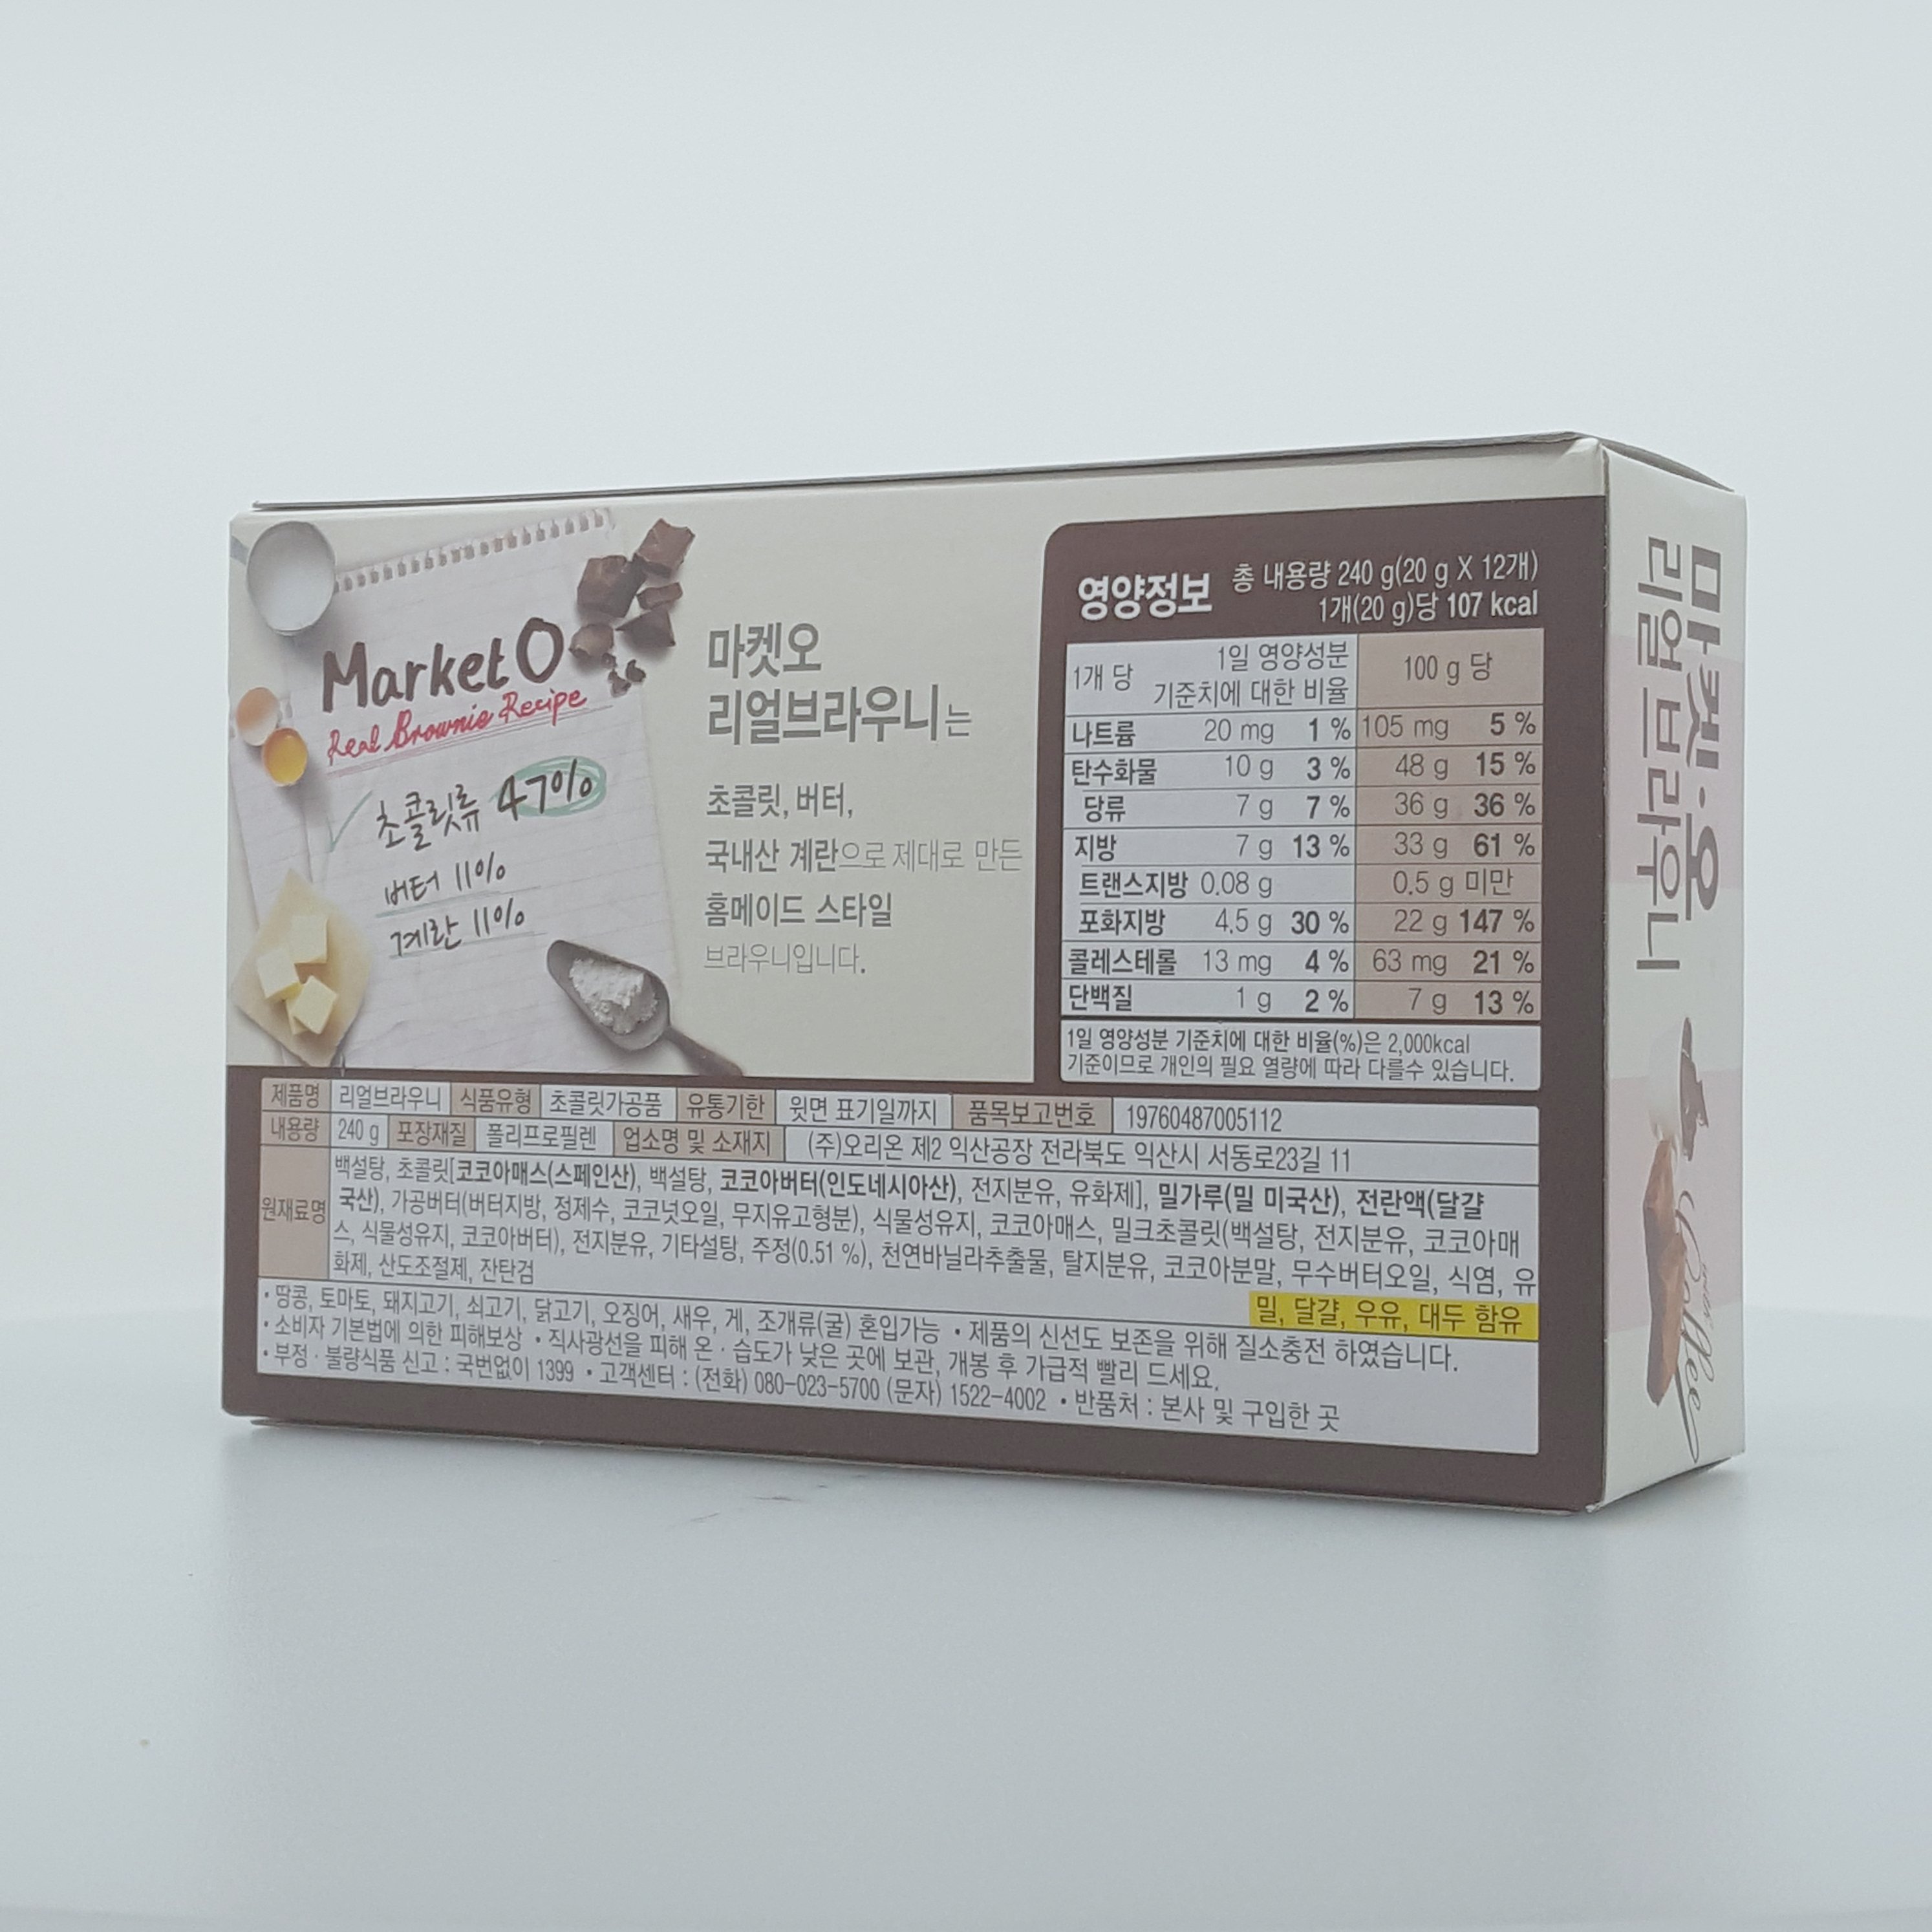 Market O
Real Brownie Recipe
초콜릿류 47%
버터 11%
계란 11%
마켓오
리얼브라우니는
초콜릿, 버터,
국내산 계란으로 제대로 만든
홈메이드 스타일
브라우니입니다.
영양정보 총 내용량 240 g(20 g X 12개)
1개(20 g)당 107 kcal
1개 당 1일 영양성분 기준치에 대한 비율 100 g 당
나트륨 20 mg 1 % 105 mg 5 %
탄수화물 10 g 3 % 48 g 15 %
당류 7 g 7 % 36 g 36 %
지방 7 g 13 % 33 g 61 %
트랜스지방 0.08 g 0.5 g 미만
포화지방 4.5 g 30 % 22 g 147 %
콜레스테롤 13 mg 4 % 63 mg 21 %
단백질 1 g 2 % 7 g 13 %
1일 영양성분 기준치에 대한 비율(%)은 2,000kcal
기준이므로 개인의 필요 열량에 따라 다를수 있습니다.
제품명 리얼브라우니 식품유형 초콜릿가공품 유통기한 윗면 표기일까지 품목보고번호 19760487005112
내용량 240 g 포장재질 폴리프로필렌 업소명 및 소재지 (주)오리온 제2 익산공장 전라북도 익산시 서동로23길 11
원재료명
백설탕, 초콜릿[코코아매스(스페인산), 백설탕, 코코아버터(인도네시아산), 전지분유, 유화제], 밀가루(밀 미국산), 전란액(달걀
국산), 가공버터(버터지방, 정제수, 코코넛오일, 무지유고형분), 식물성유지, 코코아매스, 밀크초콜릿(백설탕, 전지분유, 코코아매
스, 식물성유지, 코코아버터), 전지분유, 기타설탕, 주정(0.51 %), 천연바닐라추출물, 탈지분유, 코코아분말, 무수버터오일, 식염, 유
화제, 산도조절제, 잔탄검
밀, 달걀, 우유, 대두 함유
• 땅콩, 토마토, 돼지고기, 쇠고기, 닭고기, 오징어, 새우, 게, 조개류(굴) 혼입가능 • 제품의 신선도 보존을 위해 질소충전 하였습니다.
• 소비자 기본법에 의한 피해보상 • 직사광선을 피해 온 · 습도가 낮은 곳에 보관, 개봉 후 가급적 빨리 드세요.
• 부정 · 불량식품 신고 : 국번없이 1399 • 고객센터 : (전화) 080-023-5700 (문자) 1522-4002 • 반품처 : 본사 및 구입한 곳
마켓·오
리얼브라우니
Coffee